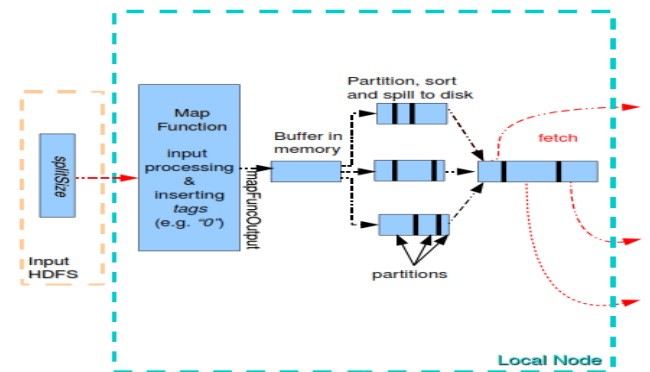 splitSize
Input
HDFS
Map
Function
input
processing
&
inserting
tags
(e.g. "0")
mapFuncOutput
Buffer in
memory
Partition, sort
and spill to disk
partitions
fetch
Local Node